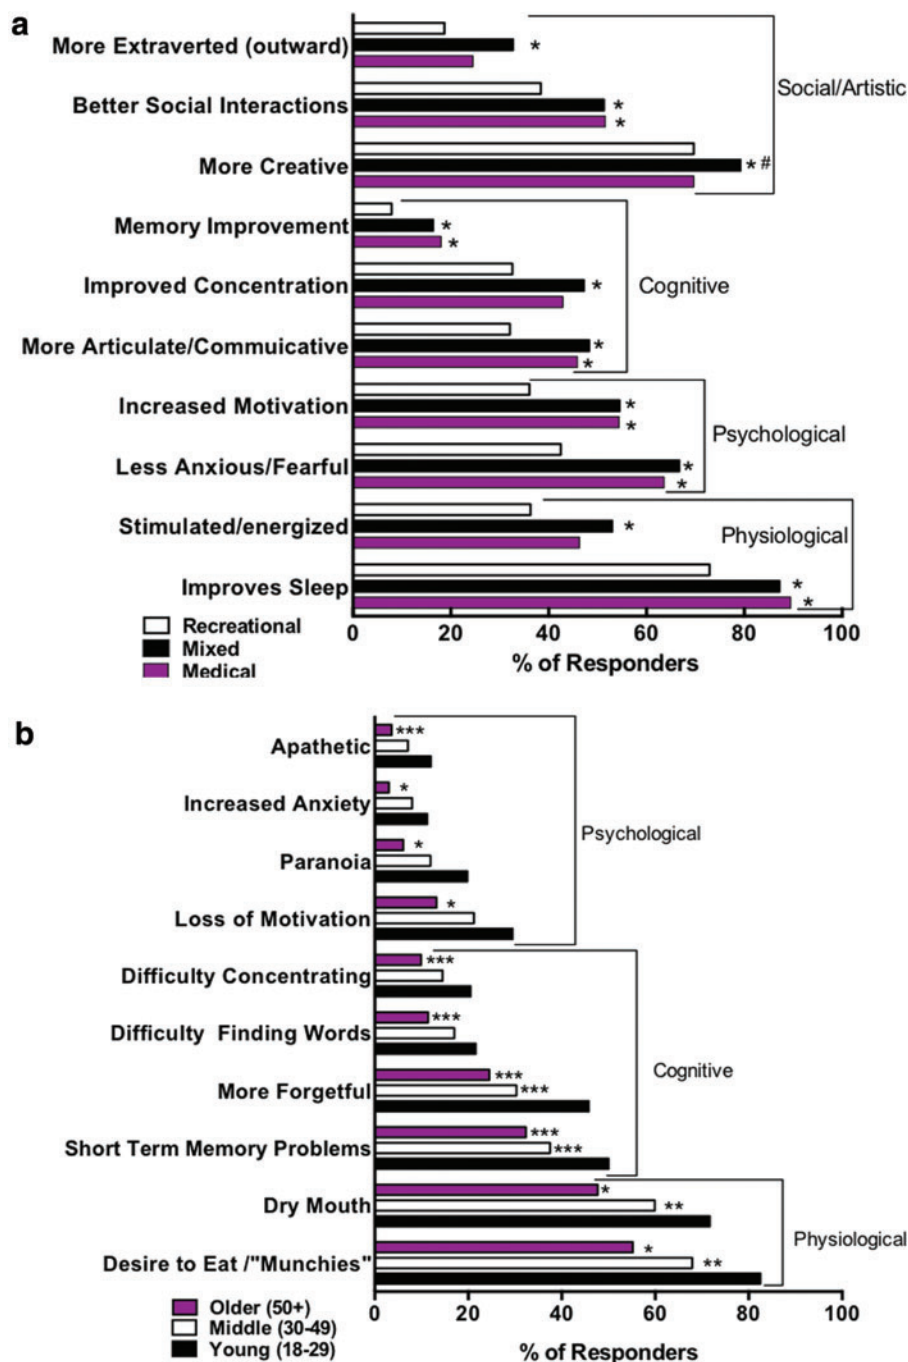 a
More Extraverted (outward)
*
Better Social Interactions
*
*
Social/Artistic
More Creative
* #
Memory Improvement
*
*
Improved Concentration
*
Cognitive
More Articulate/Commuicative
*
*
Increased Motivation
*
*
Psychological
Less Anxious/Fearful
*
*
Stimulated/energized
*
Physiological
Improves Sleep
*
*
Recreational
Mixed
Medical
0 20 40 60 80 100
% of Responders
b
Apathetic
***
Increased Anxiety
*
Psychological
Paranoia
*
Loss of Motivation
*
Difficulty Concentrating
***
Difficulty Finding Words
***
Cognitive
More Forgetful
***
***
Short Term Memory Problems
***
***
Dry Mouth
*
**
Physiological
Desire to Eat /"Munchies"
*
**
Older (50+)
Middle (30-49)
Young (18-29)
0 20 40 60 80 100
% of Responders